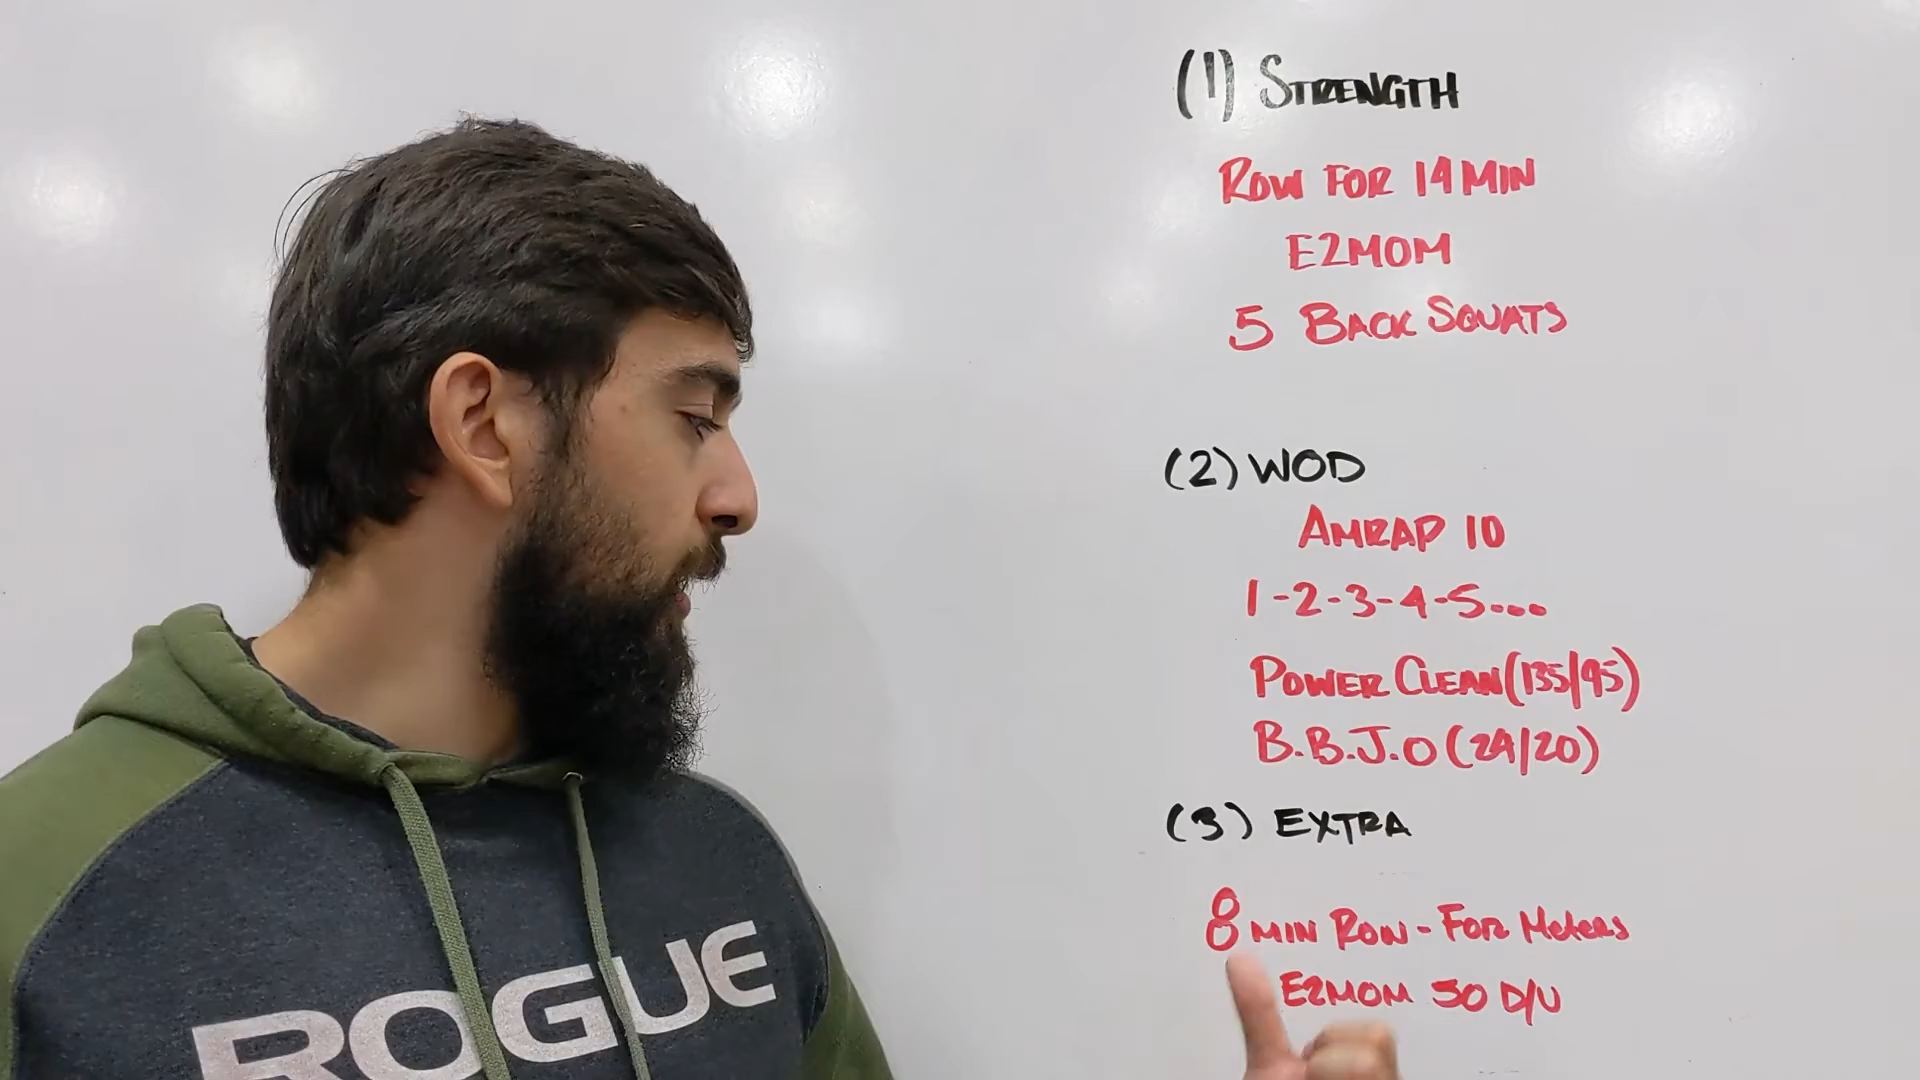 (1) STRENGTH
ROW FOR 14 MIN
E2MOM
5 BACK SQUATS
(2) WOD
AMRAP 10
1-2-3-4-5...
POWER CLEAN (135/95)
B.B.J.O (24/20)
(3) EXTRA
8 MIN ROW - FOR Meters
E2MOM 50 D/U
ROGUE